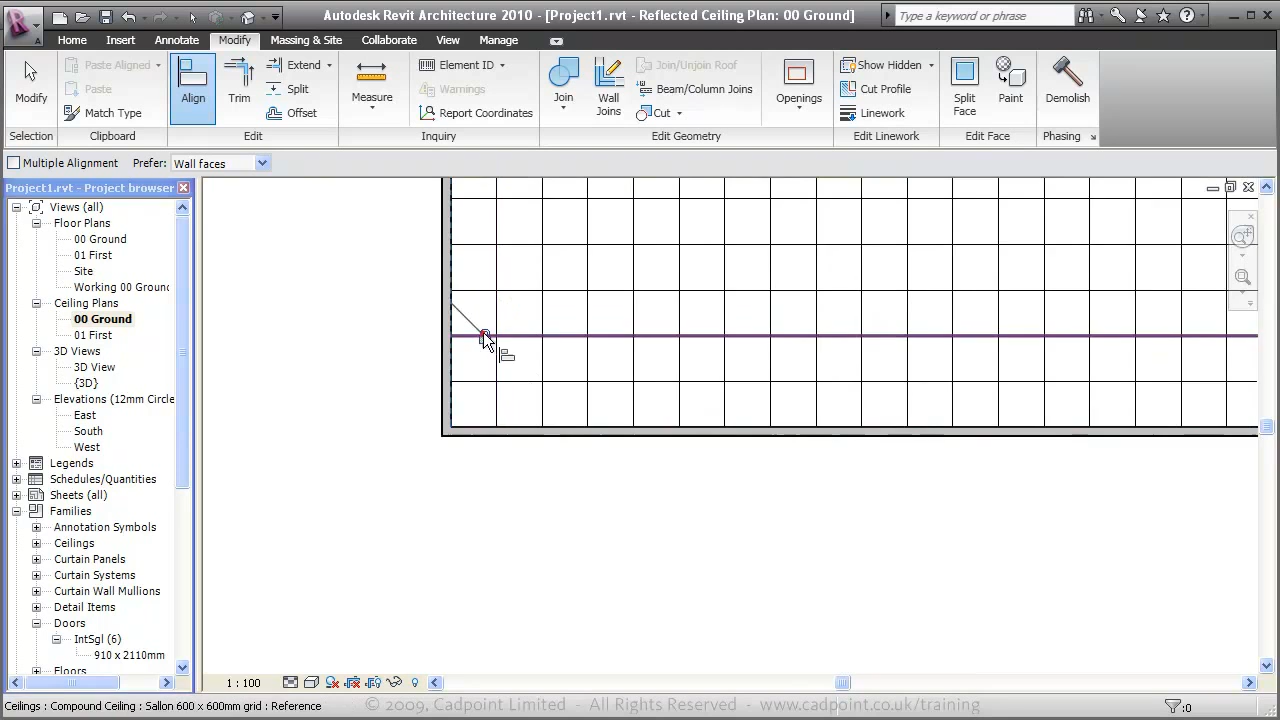 Autodesk Revit Architecture 2010 - [Project1.rvt - Reflected Ceiling Plan: 00 Ground]
Type a keyword or phrase
Home Insert Annotate Modify Massing & Site Collaborate View Manage
Modify
Paste Aligned
Paste
Match Type
Align
Trim
Extend
Split
Offset
Measure
Element ID
Warnings
Report Coordinates
Join
Wall Joins
Join/Unjoin Roof
Beam/Column Joins
Cut
Openings
Show Hidden
Cut Profile
Linework
Split Face
Paint
Demolish
Selection Clipboard Edit Inquiry Edit Geometry Edit Linework Edit Face Phasing
Multiple Alignment Prefer: Wall faces
Project1.rvt - Project browser
Views (all)
Floor Plans
00 Ground
01 First
Site
Working 00 Ground
Ceiling Plans
00 Ground
01 First
3D Views
3D View
{3D}
Elevations (12mm Circle
East
South
West
Legends
Schedules/Quantities
Sheets (all)
Families
Annotation Symbols
Ceilings
Curtain Panels
Curtain Systems
Curtain Wall Mullions
Detail Items
Doors
IntSgl (6)
910 x 2110mm
Floors
1 : 100
Ceilings : Compound Ceiling : Sallon 600 x 600mm grid : Reference
© 2009, Cadpoint Limited - All Rights Reserved - www.cadpoint.co.uk/training
:0